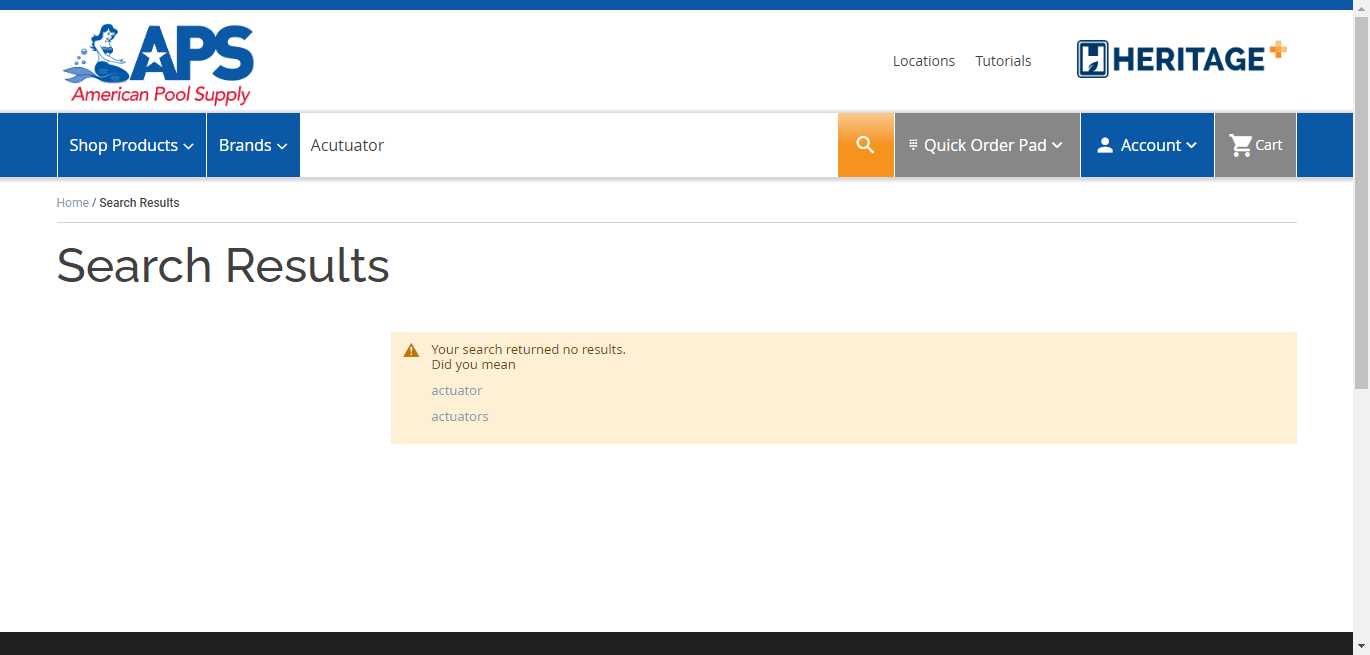 APS
American Pool Supply
Locations Tutorials
HERITAGE+
Shop Products Brands Acutuator Quick Order Pad Account Cart
Home / Search Results
Search Results
Your search returned no results.
Did you mean
actuator
actuators